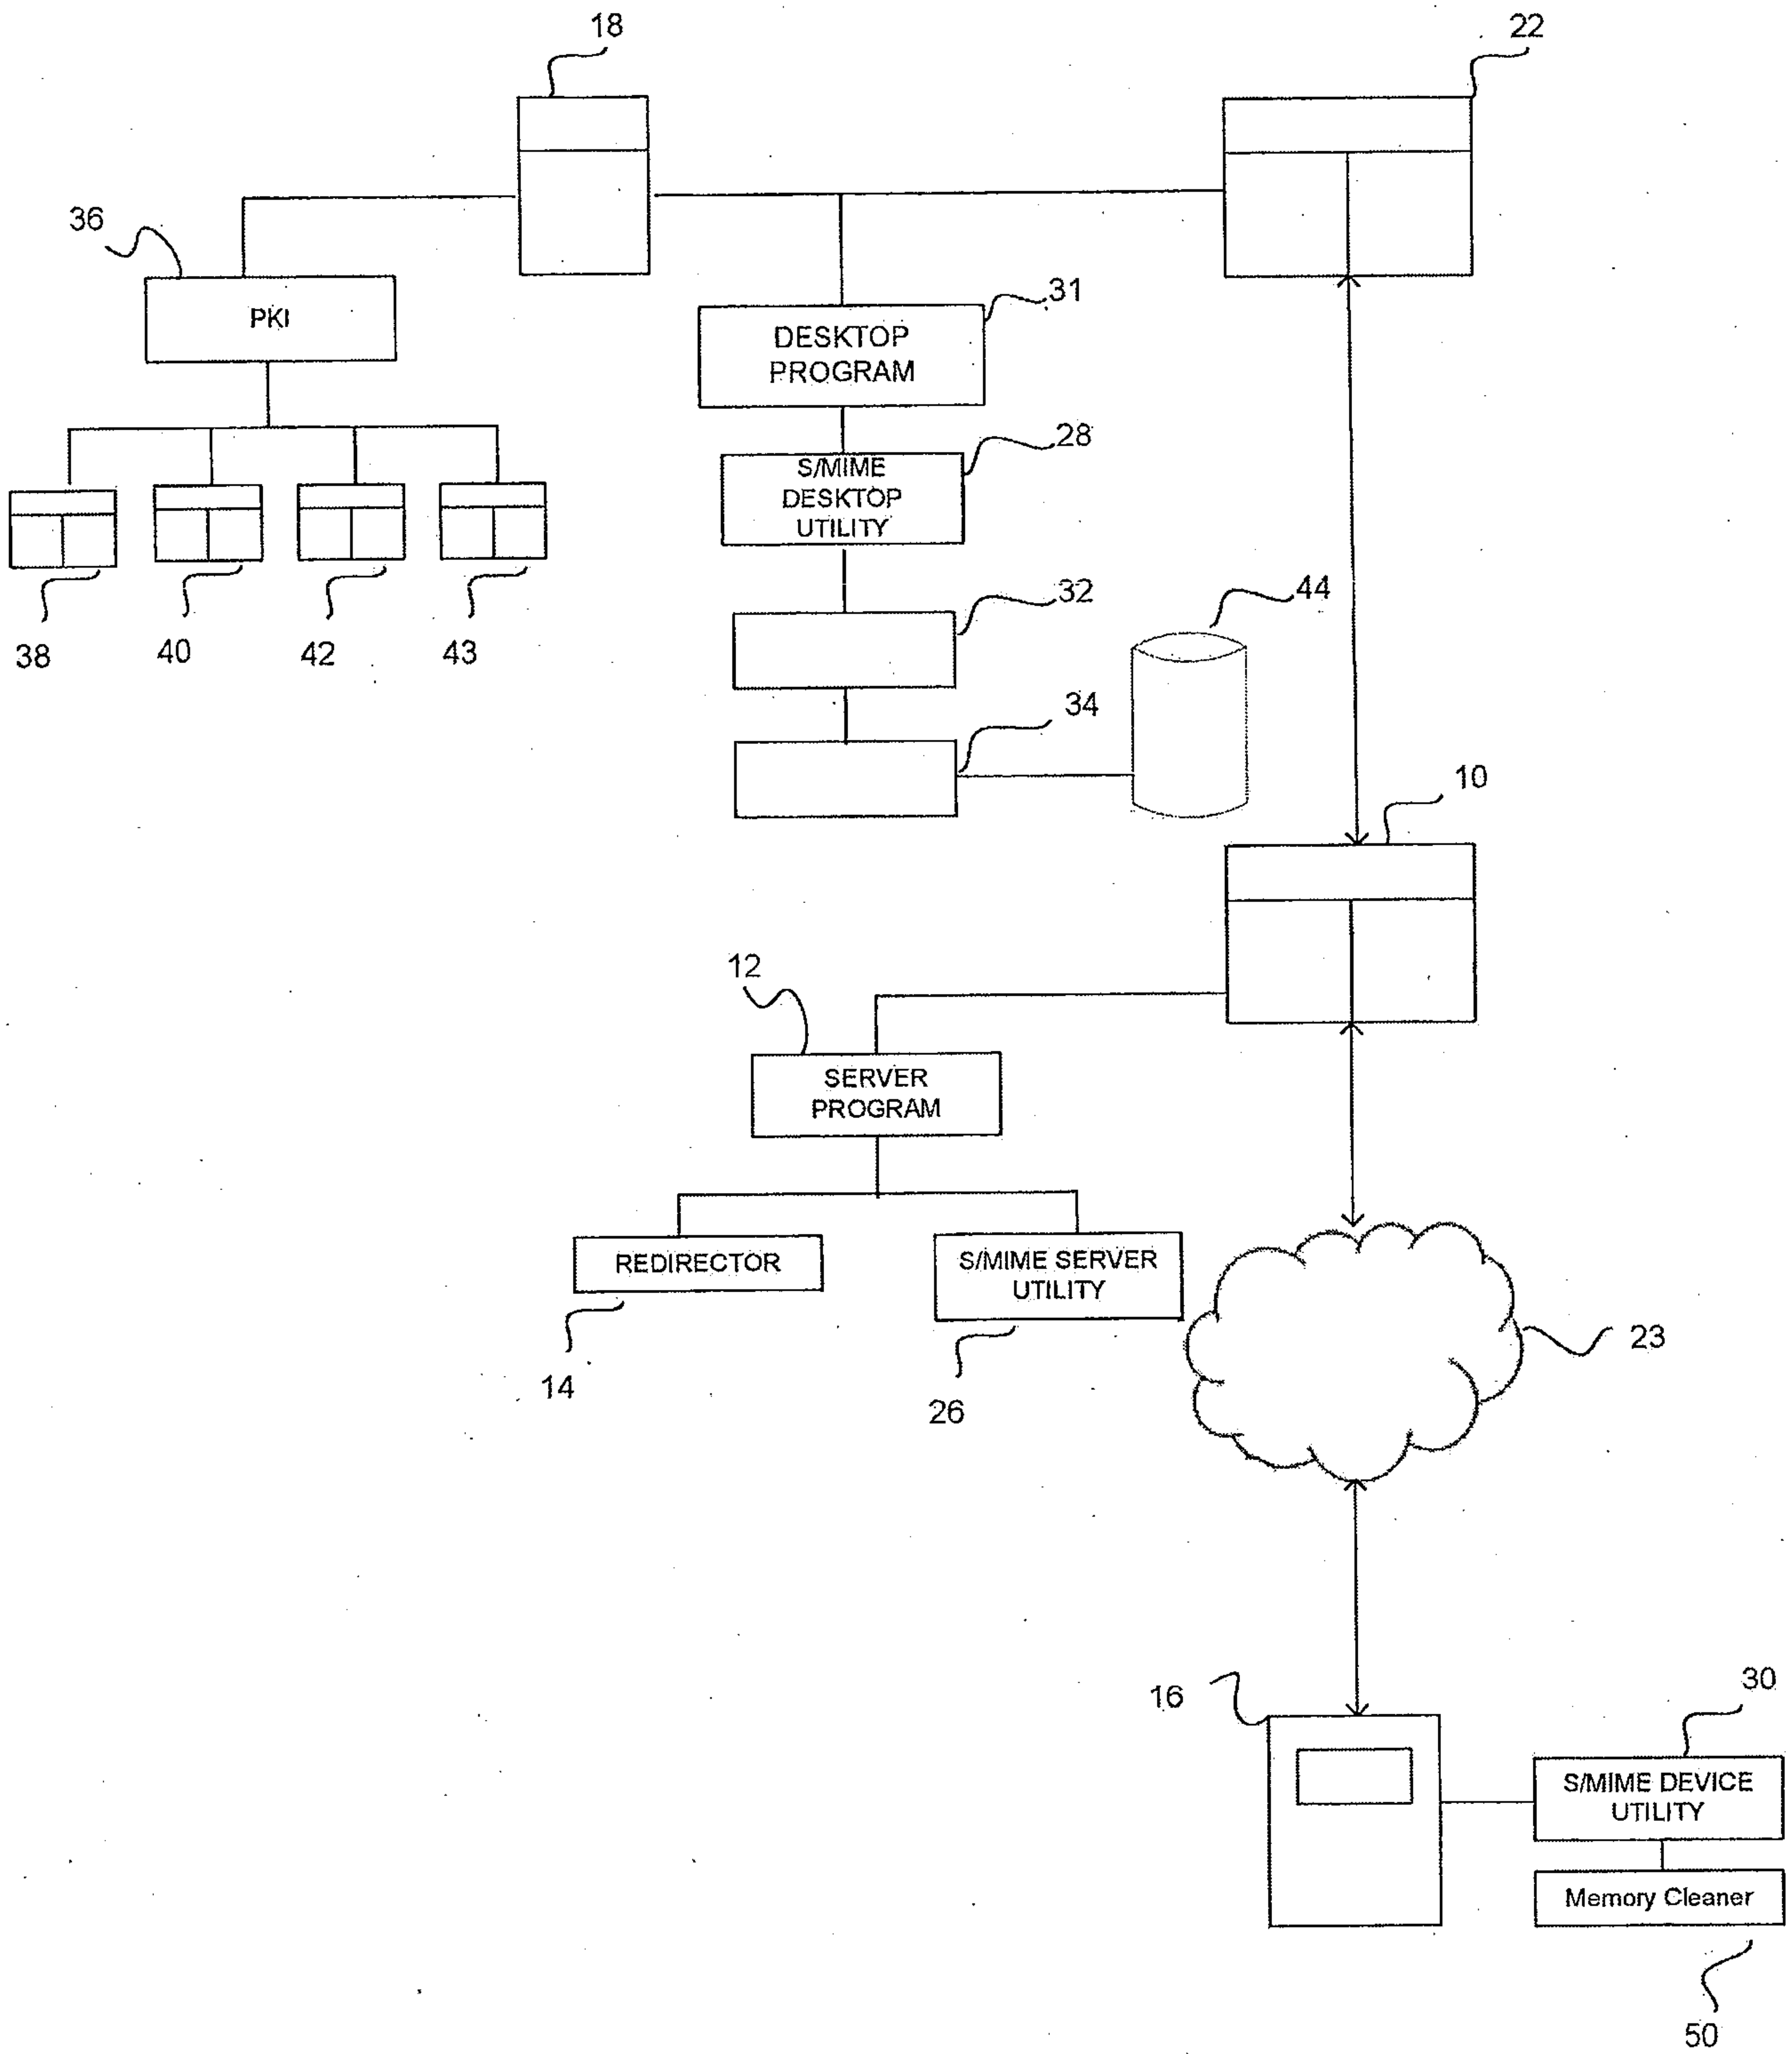 18
22
36
PKI
31
DESKTOP
PROGRAM
28
S/MIME
DESKTOP
UTILITY
38
40
42
43
32
44
34
10
12
SERVER
PROGRAM
REDIRECTOR
S/MIME SERVER
UTILITY
14
26
23
16
30
S/MIME DEVICE
UTILITY
Memory Cleaner
50